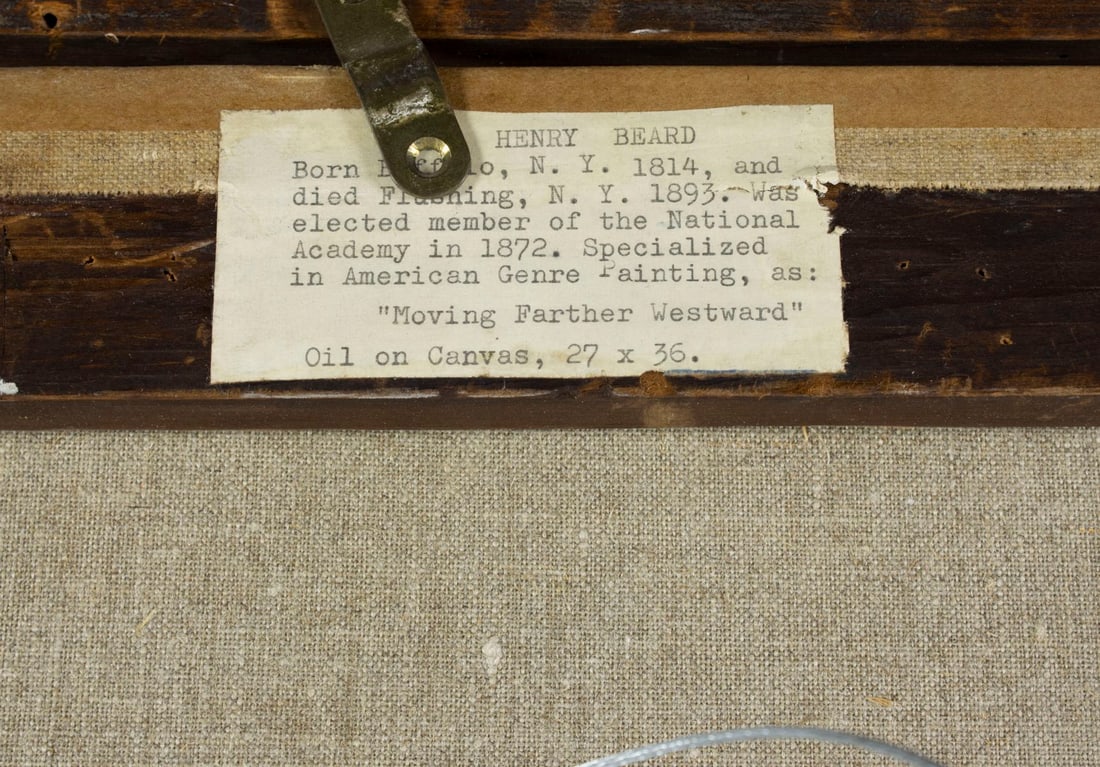 HENRY BEARD
Born Buffalo, N. Y. 1814, and
died Flushing, N. Y. 1893. Was
elected member of the National
Academy in 1872. Specialized
in American Genre Painting, as:
"Moving Farther Westward"
Oil on Canvas, 27 x 36.